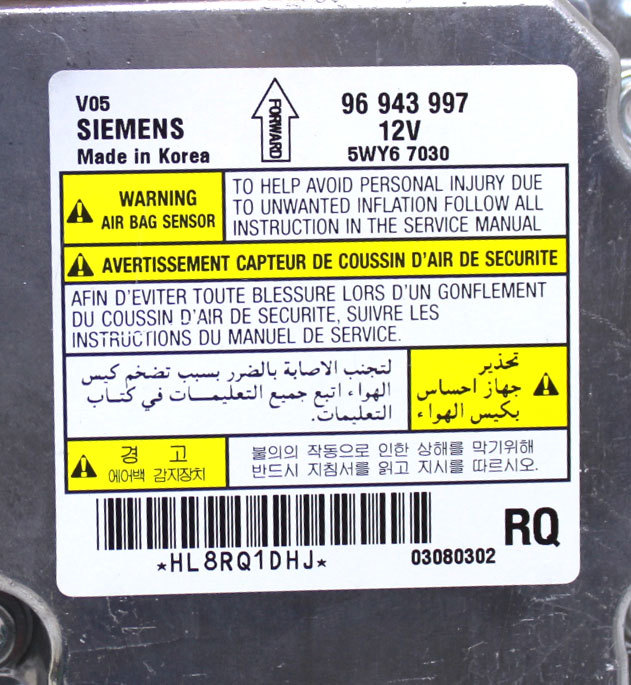 V05
SIEMENS
Made in Korea
FORWARD
96 943 997
12V
5WY6 7030
WARNING
AIR BAG SENSOR
TO HELP AVOID PERSONAL INJURY DUE
TO UNWANTED INFLATION FOLLOW ALL
INSTRUCTION IN THE SERVICE MANUAL
AVERTISSEMENT CAPTEUR DE COUSSIN D'AIR DE SECURITE
AFIN D'EVITER TOUTE BLESSURE LORS D'UN GONFLEMENT
DU COUSSIN D'AIR DE SECURITE, SUIVRE LES
INSTRUCTIONS DU MANUEL DE SERVICE.
تحذير
جهاز احساس
بكيس الهواء
لتجنب الاصابة بالضرر بسبب تضخم كيس
الهواء اتبع جميع التعليمـــات في كتـاب
التعليمات.
경 고
에어백 감지장치
불의의 작동으로 인한 상해를 막기위해
반드시 지침서를 읽고 지시를 따르시오.
*HL8RQ1DHJ*
03080302
RQ